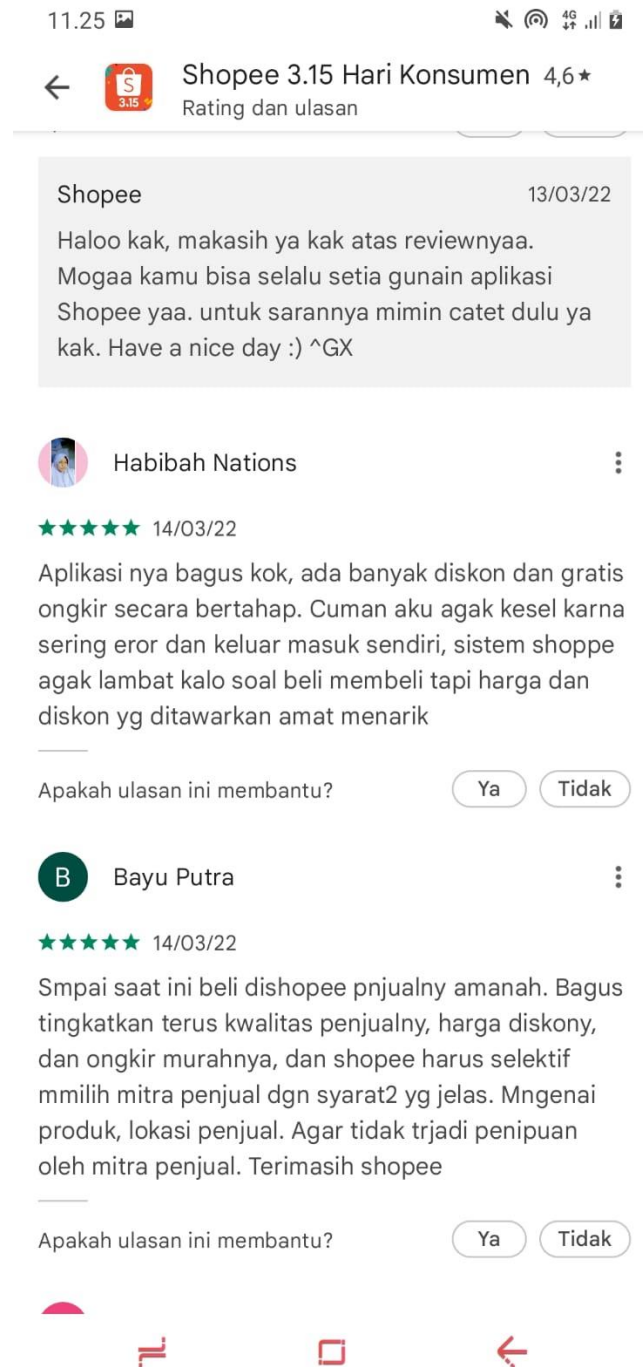 11.25
4G
Shopee 3.15 Hari Konsumen 4,6★
S
3.15
Rating dan ulasan
Shopee 13/03/22
Haloo kak, makasih ya kak atas reviewnyaa.
Mogaa kamu bisa selalu setia gunain aplikasi
Shopee yaa. untuk sarannya mimin catet dulu ya
kak. Have a nice day :) ^GX
Habibah Nations
★★★★★ 14/03/22
Aplikasi nya bagus kok, ada banyak diskon dan gratis
ongkir secara bertahap. Cuman aku agak kesel karna
sering eror dan keluar masuk sendiri, sistem shoppe
agak lambat kalo soal beli membeli tapi harga dan
diskon yg ditawarkan amat menarik
Apakah ulasan ini membantu? Ya Tidak
B Bayu Putra
★★★★★ 14/03/22
Smpai saat ini beli dishopee pnjualny amanah. Bagus
tingkatkan terus kwalitas penjualny, harga diskony,
dan ongkir murahnya, dan shopee harus selektif
mmilih mitra penjual dgn syarat2 yg jelas. Mngenai
produk, lokasi penjual. Agar tidak trjadi penipuan
oleh mitra penjual. Terimasih shopee
Apakah ulasan ini membantu? Ya Tidak